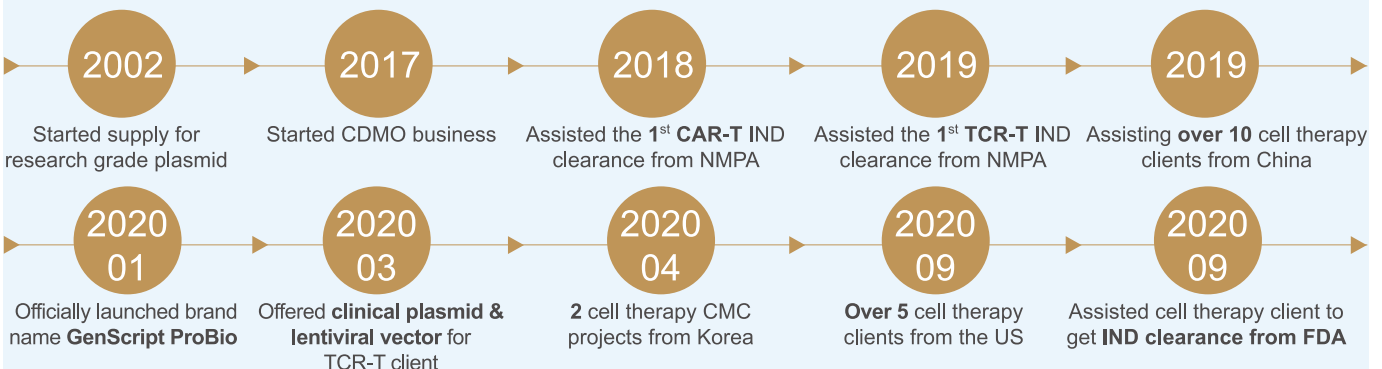 2002
2017
2018
2019
2019
Started supply for
research grade plasmid
Started CDMO business
Assisted the 1st CAR-T IND
clearance from NMPA
Assisted the 1st TCR-T IND
clearance from NMPA
Assisting over 10 cell therapy
clients from China
2020
01
2020
03
2020
04
2020
09
2020
09
Officially launched brand
name GenScript ProBio
Offered clinical plasmid &
lentiviral vector for
TCR-T client
2 cell therapy CMC
projects from Korea
Over 5 cell therapy
clients from the US
Assisted cell therapy client to
get IND clearance from FDA